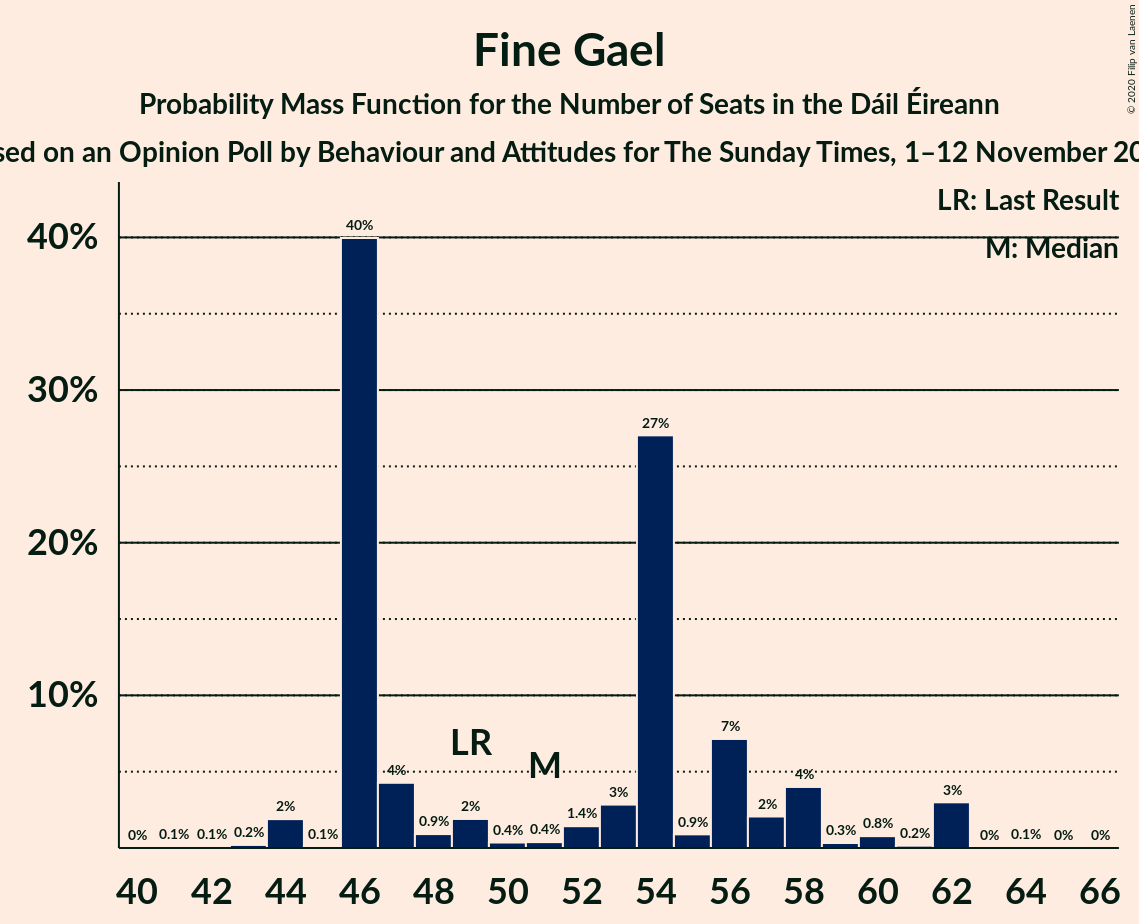 Fine Gael
Probability Mass Function for the Number of Seats in the Dáil Éireann
sed on an Opinion Poll by Behaviour and Attitudes for The Sunday Times, 1–12 November 20
© 2020 Filip van Laenen
LR: Last Result
M: Median
40%
30%
20%
10%
0% 0.1% 0.1% 0.2% 2% 0.1% 40% 4% 0.9% 2% 0.4% 0.4% 1.4% 3% 27% 0.9% 7% 2% 4% 0.3% 0.8% 0.2% 3% 0% 0.1% 0% 0%
LR
M
40 42 44 46 48 50 52 54 56 58 60 62 64 66